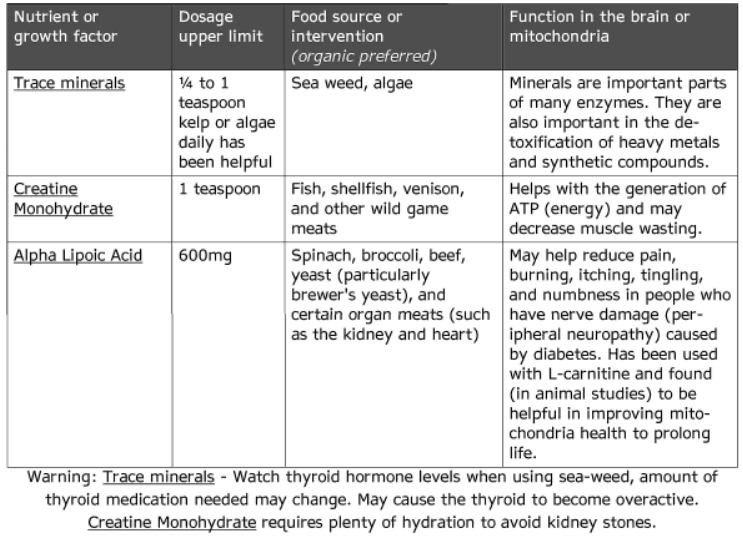 Nutrient or growth factor | Dosage upper limit | Food source or intervention (organic preferred) | Function in the brain or mitochondria
Trace minerals
¼ to 1
teaspoon
kelp or algae
daily has
been helpful
Sea weed, algae
Minerals are important parts
of many enzymes. They are
also important in the de-
toxification of heavy metals
and synthetic compounds.
Creatine
Monohydrate
1 teaspoon
Fish, shellfish, venison,
and other wild game
meats
Helps with the generation of
ATP (energy) and may
decrease muscle wasting.
Alpha Lipoic Acid
600mg
Spinach, broccoli, beef,
yeast (particularly
brewer's yeast), and
certain organ meats (such
as the kidney and heart)
May help reduce pain,
burning, itching, tingling,
and numbness in people who
have nerve damage (per-
ipheral neuropathy) caused
by diabetes. Has been used
with L-carnitine and found
(in animal studies) to be
helpful in improving mito-
chondria health to prolong
life.
Warning: Trace minerals - Watch thyroid hormone levels when using sea-weed, amount of
thyroid medication needed may change. May cause the thyroid to become overactive.
Creatine Monohydrate requires plenty of hydration to avoid kidney stones.